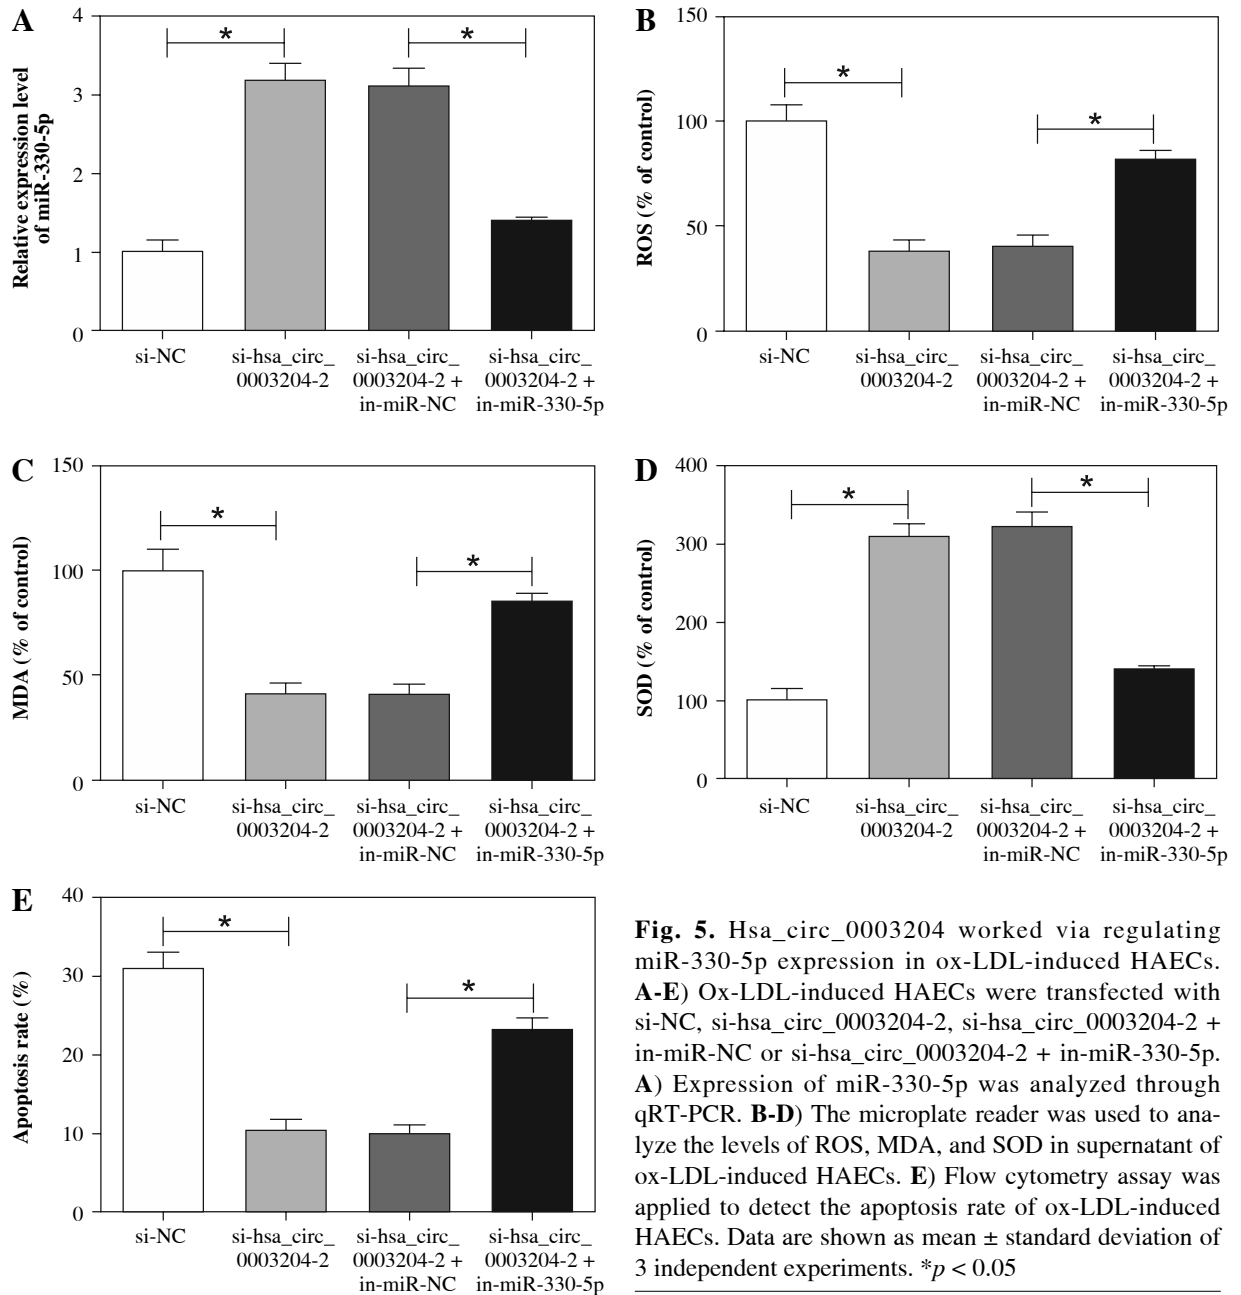 A
Relative expression level
of miR-330-5p
4
3
2
1
0
*
*
si-NC
si-hsa_circ_
0003204-2
si-hsa_circ_
0003204-2 +
in-miR-NC
si-hsa_circ_
0003204-2 +
in-miR-330-5p
B
ROS (% of control)
150
100
50
0
*
*
si-NC
si-hsa_circ_
0003204-2
si-hsa_circ_
0003204-2 +
in-miR-NC
si-hsa_circ_
0003204-2 +
in-miR-330-5p
C
MDA (% of control)
150
100
50
0
*
*
si-NC
si-hsa_circ_
0003204-2
si-hsa_circ_
0003204-2 +
in-miR-NC
si-hsa_circ_
0003204-2 +
in-miR-330-5p
D
SOD (% of control)
400
300
200
100
0
*
*
si-NC
si-hsa_circ_
0003204-2
si-hsa_circ_
0003204-2 +
in-miR-NC
si-hsa_circ_
0003204-2 +
in-miR-330-5p
E
Apoptosis rate (%)
40
30
20
10
0
*
*
si-NC
si-hsa_circ_
0003204-2
si-hsa_circ_
0003204-2 +
in-miR-NC
si-hsa_circ_
0003204-2 +
in-miR-330-5p
Fig. 5. Hsa_circ_0003204 worked via regulating
miR-330-5p expression in ox-LDL-induced HAECs.
A-E) Ox-LDL-induced HAECs were transfected with
si-NC, si-hsa_circ_0003204-2, si-hsa_circ_0003204-2 +
in-miR-NC or si-hsa_circ_0003204-2 + in-miR-330-5p.
A) Expression of miR-330-5p was analyzed through
qRT-PCR. B-D) The microplate reader was used to ana-
lyze the levels of ROS, MDA, and SOD in supernatant of
ox-LDL-induced HAECs. E) Flow cytometry assay was
applied to detect the apoptosis rate of ox-LDL-induced
HAECs. Data are shown as mean ± standard deviation of
3 independent experiments. *p < 0.05